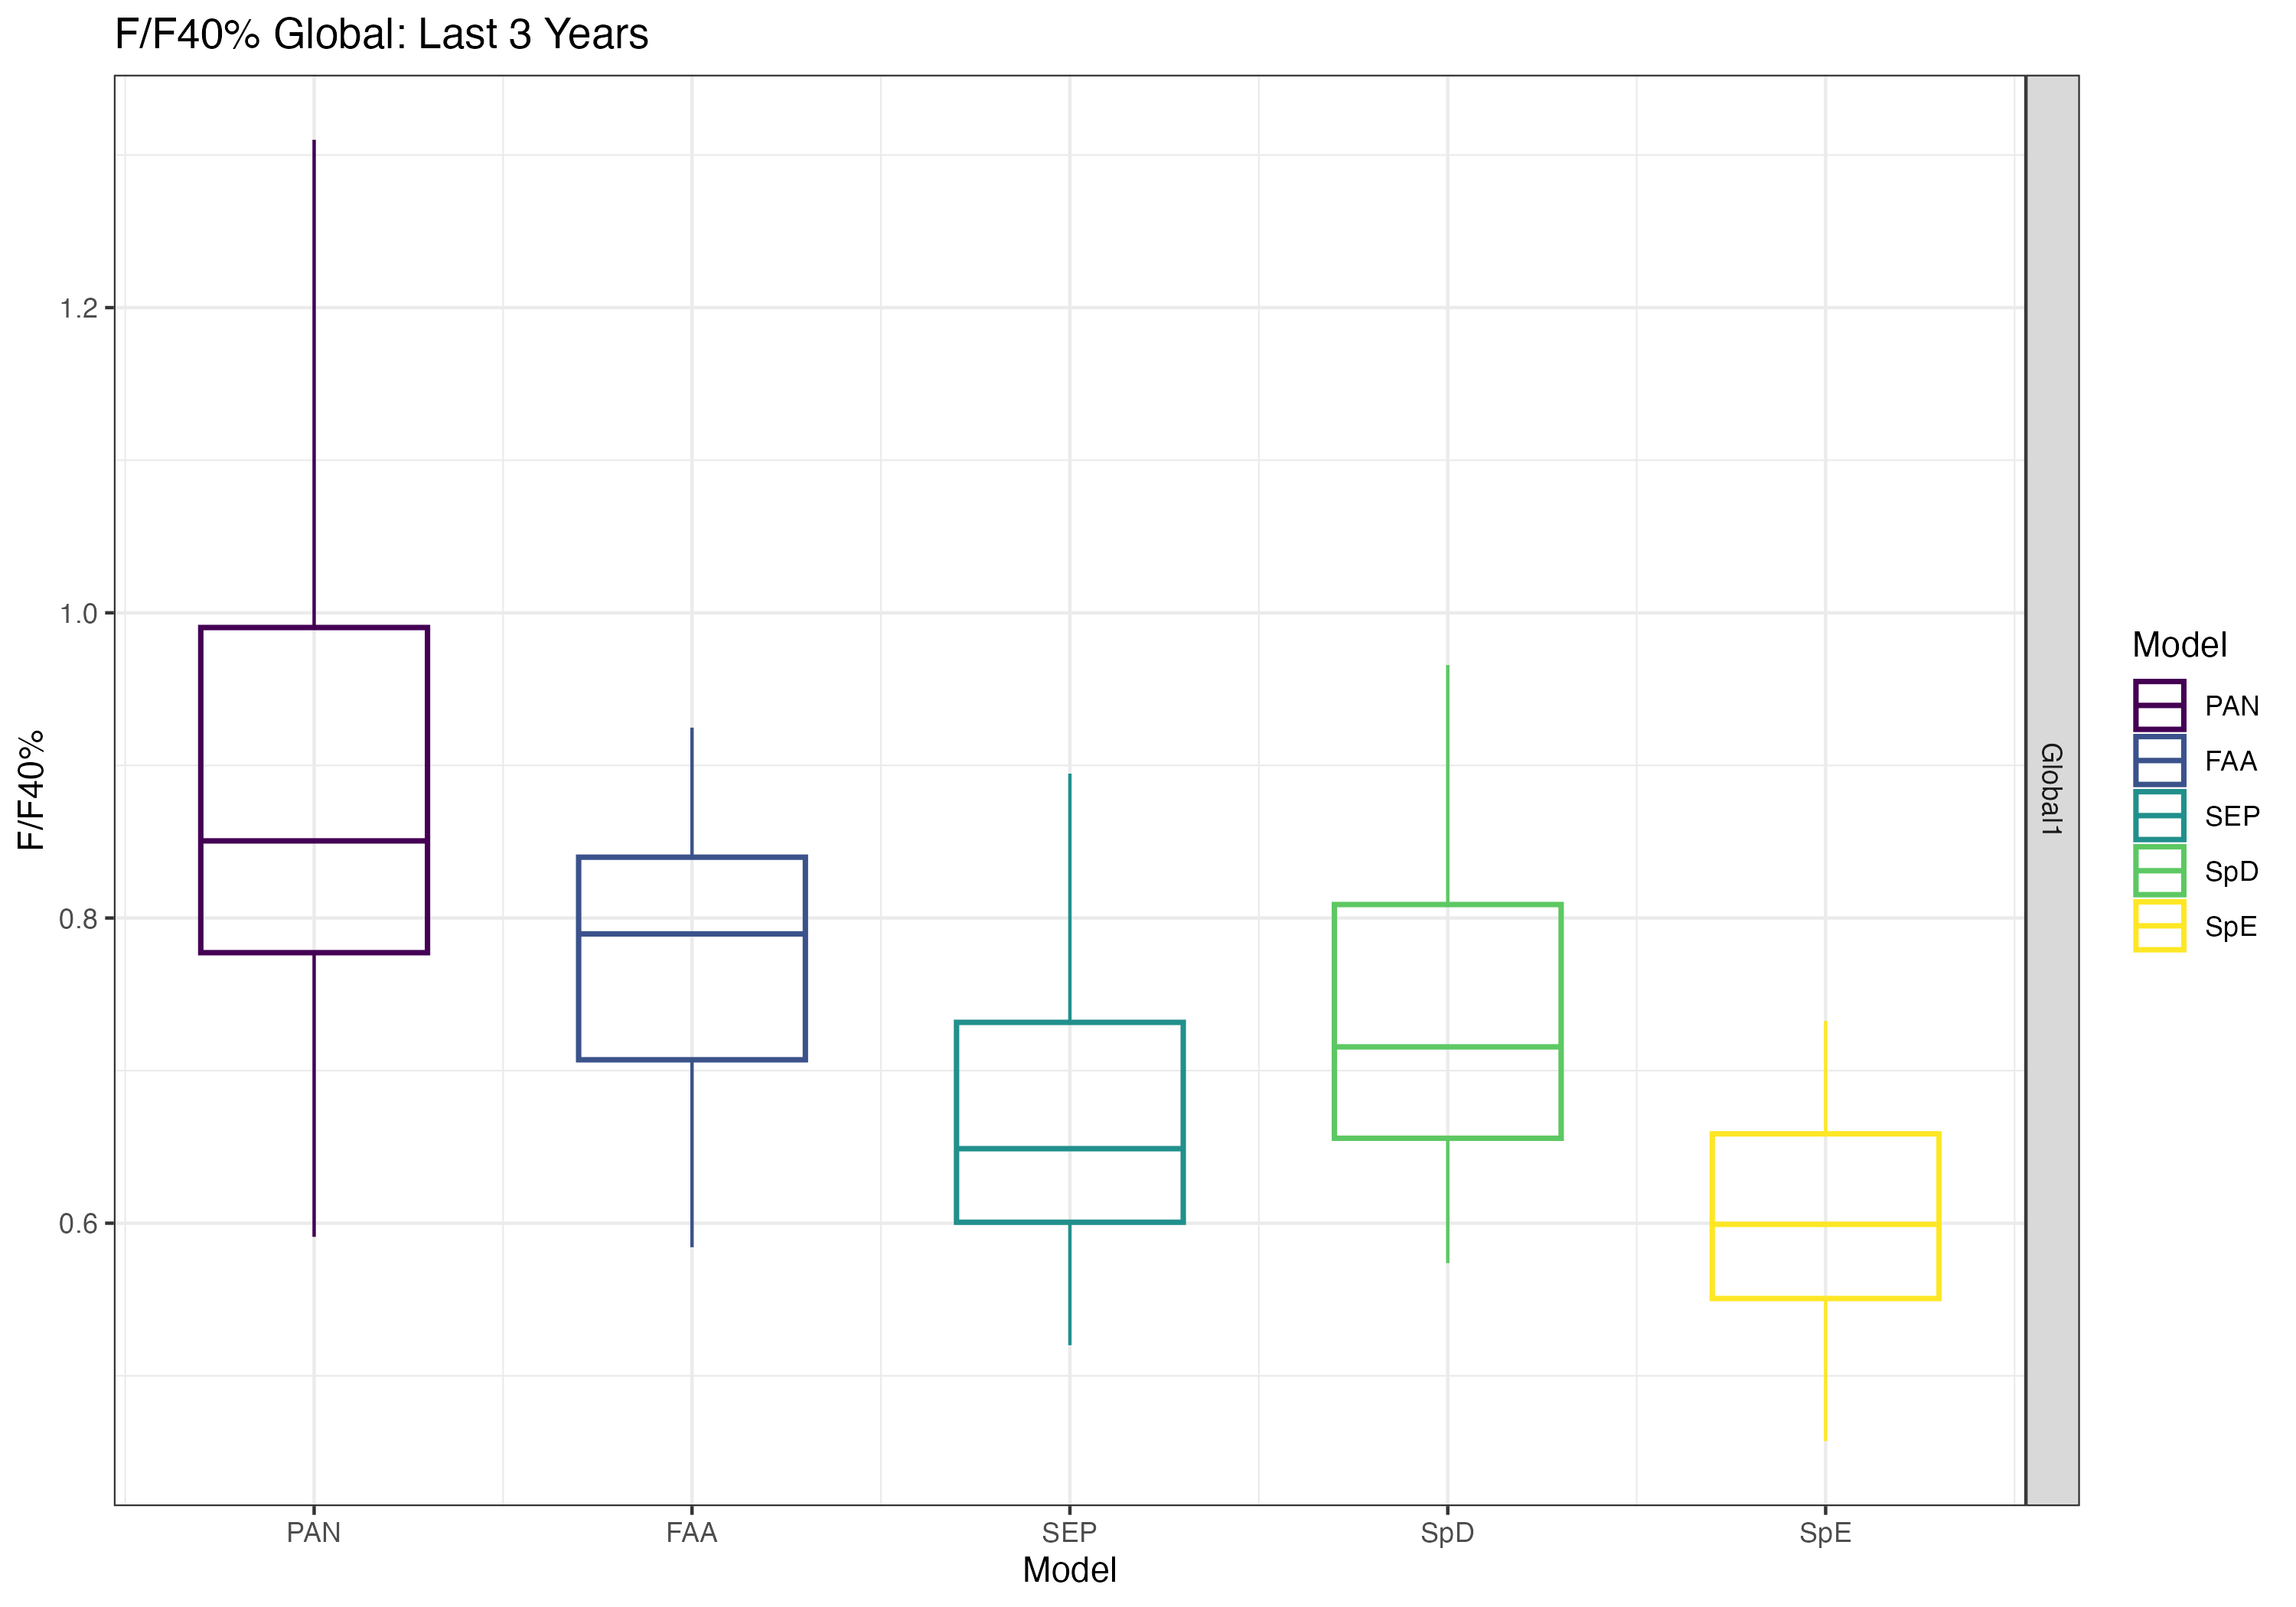 F/F40% Global: Last 3 Years
F/F40%
1.2
1.0
0.8
0.6
PAN
FAA
SEP
SpD
SpE
Model
Global1
Model
PAN
FAA
SEP
SpD
SpE